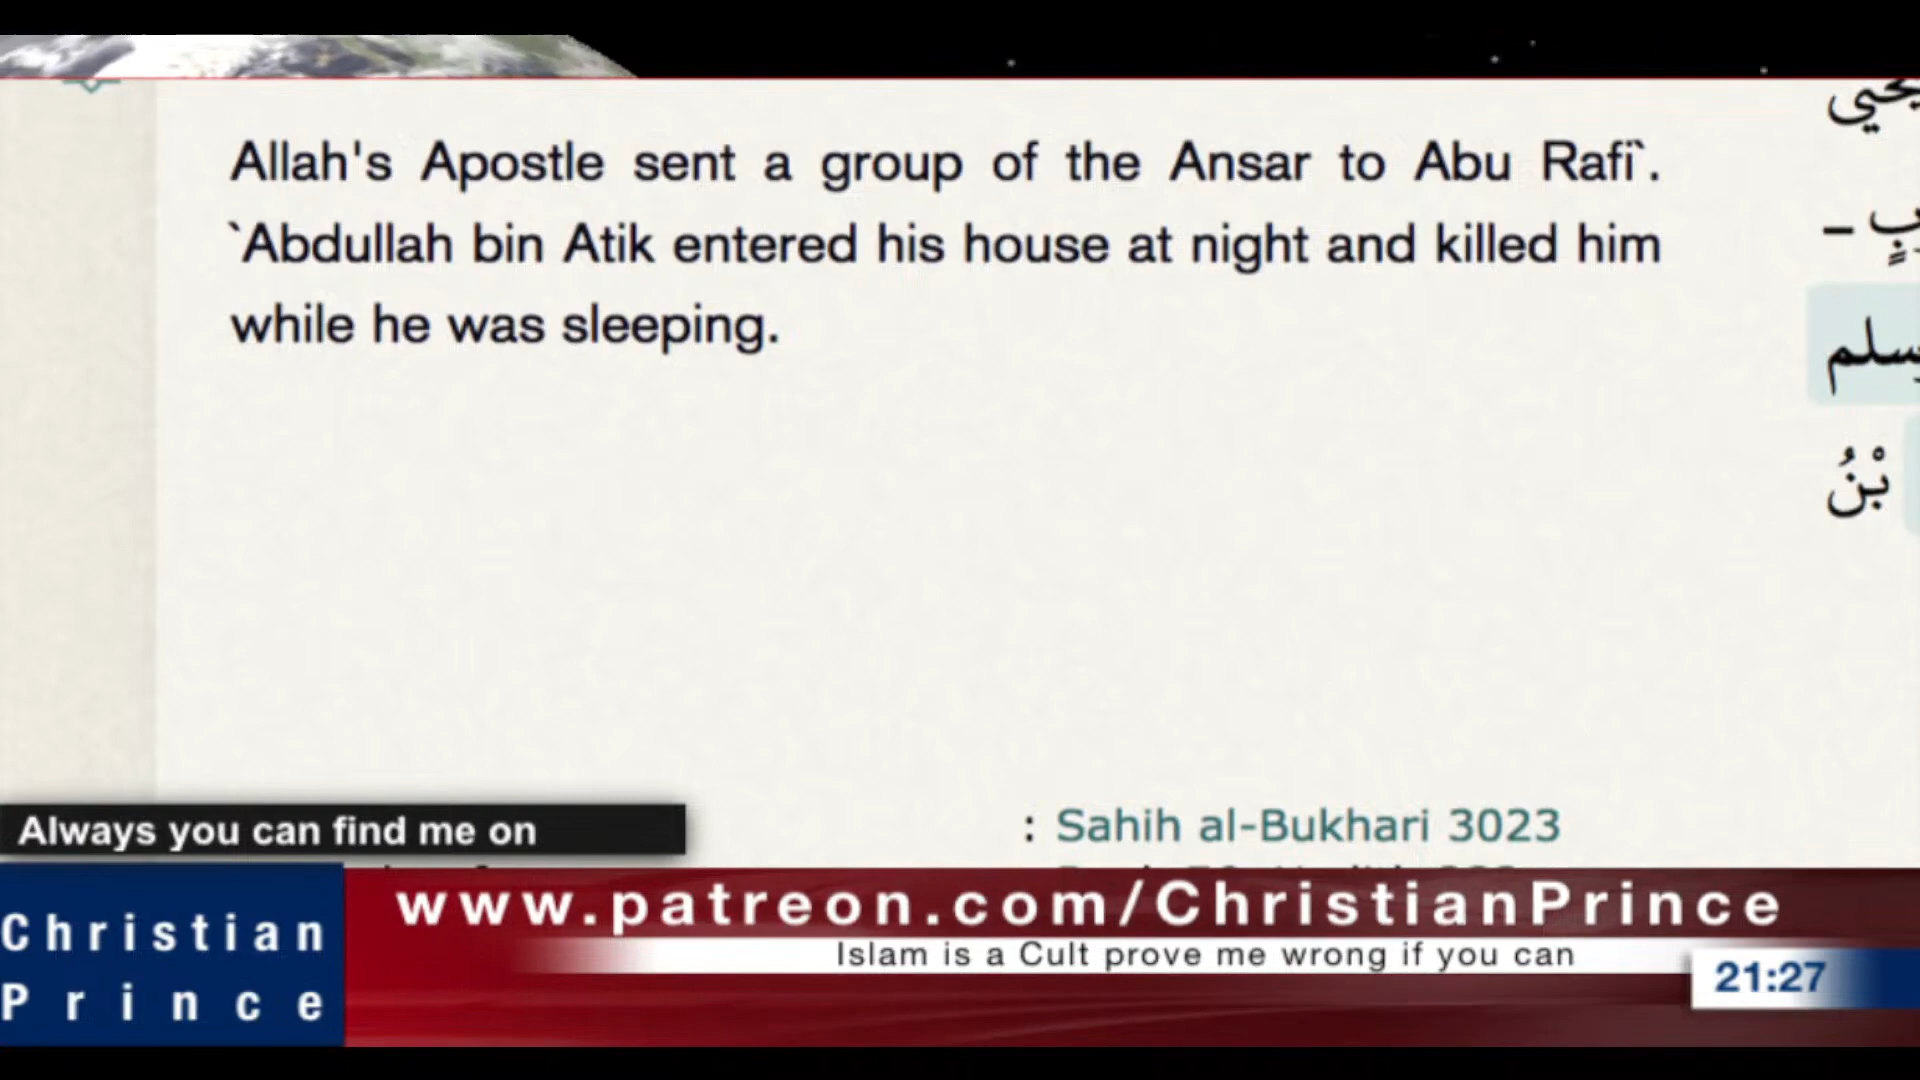 Allah's Apostle sent a group of the Ansar to Abu Rafi`.
`Abdullah bin Atik entered his house at night and killed him
while he was sleeping.
بْنُ
Always you can find me on
: Sahih al-Bukhari 3023
Christian
Prince
www.patreon.com/ChristianPrince
Islam is a Cult prove me wrong if you can
21:27